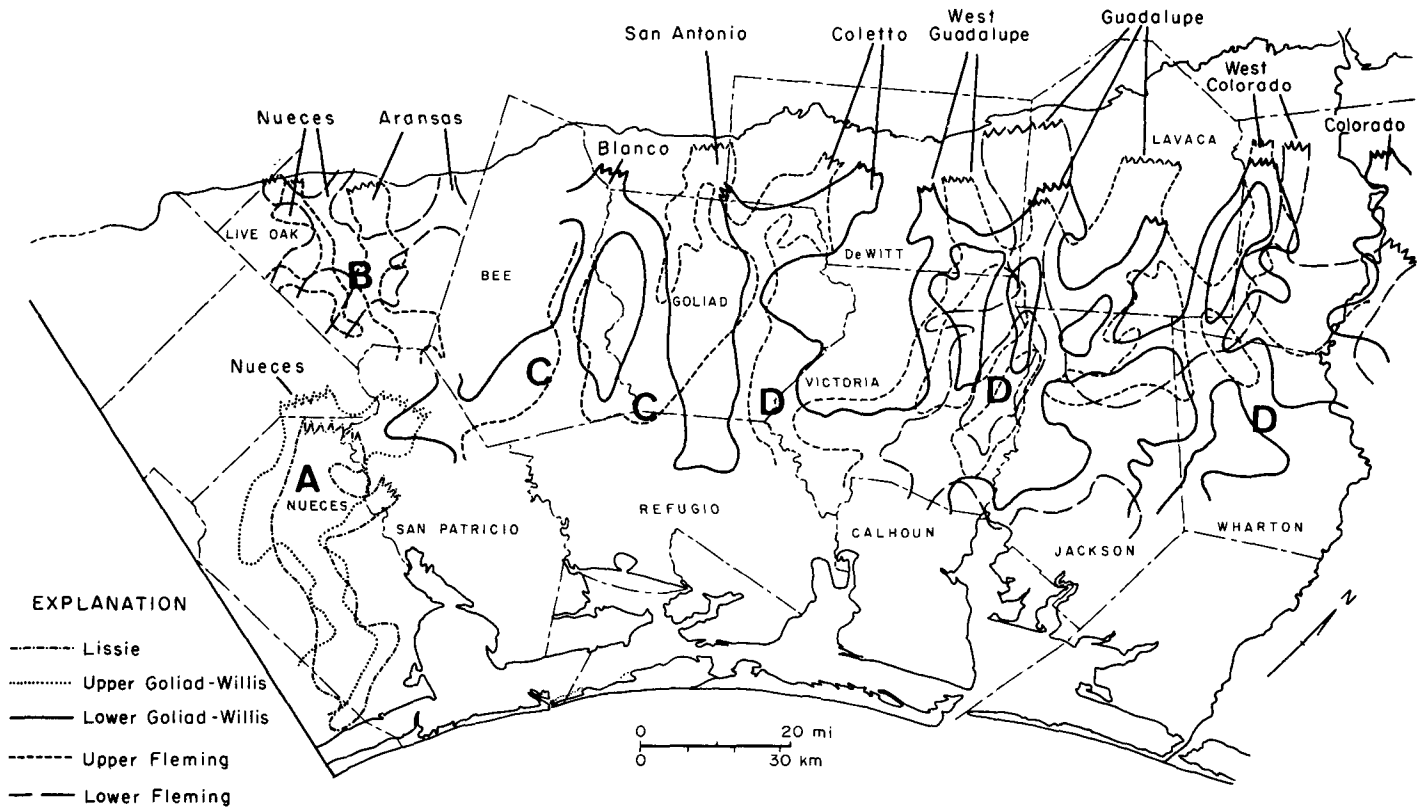 San Antonio
Coletto
West
Guadalupe
Guadalupe
West
Colorado
Colorado
Nueces
Aransas
Blanco
LAVACA
LIVE OAK
B
BEE
GOLIAD
DeWITT
Nueces
C
C
D
VICTORIA
D
D
A
NUECES
SAN PATRICIO
REFUGIO
CALHOUN
JACKSON
WHARTON
N
EXPLANATION
Lissie
Upper Goliad-Willis
Lower Goliad-Willis
Upper Fleming
Lower Fleming
0 20 mi
0 30 km